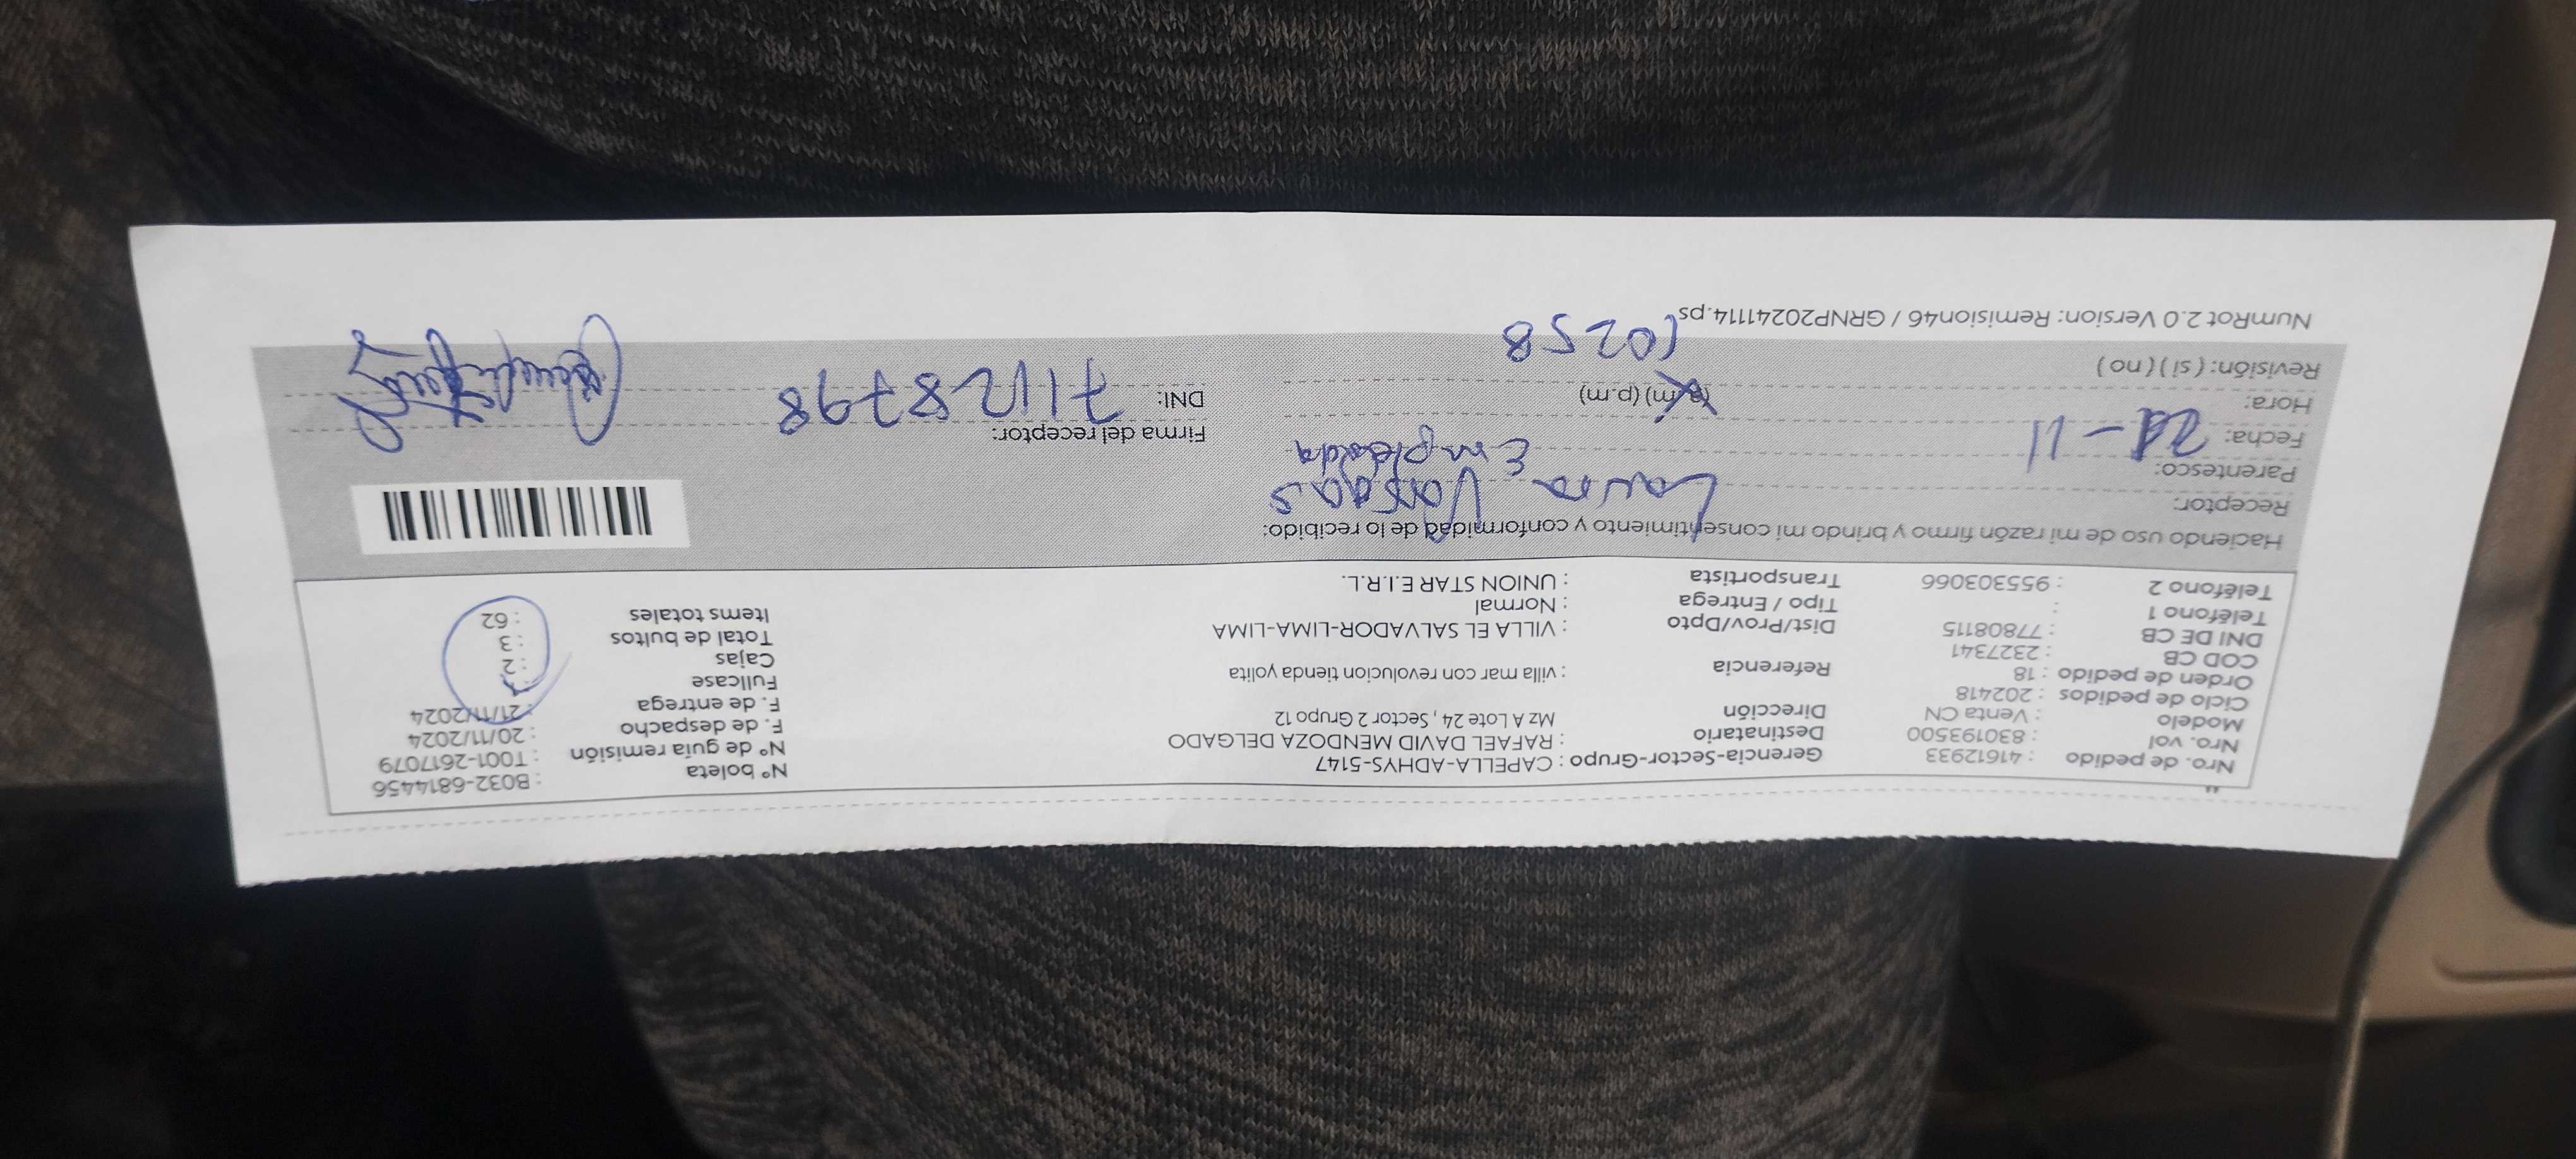 Nro. de pedido : 41612933 Gerencia-Sector-Grupo : CAPELLA-ADHYS-5147 N° boleta : B032-6814456
Nro. vol : 830193500 Destinatario : RAFAEL DAVID MENDOZA DELGADO N° de guía remisión : T001-2617079
Modelo : Venta CN Dirección Mz A Lote 24 , Sector 2 Grupo 12 F. de despacho : 20/11/2024
Ciclo de pedidos : 202418 F. de entrega : 21/11/2024
Orden de pedido : 18 Referencia : villa mar con revolucion tienda yolita Fullcase
COD CB : 2327341 Cajas : 2
DNI DE CB : 77808115 Dist/Prov/Dpto : VILLA EL SALVADOR-LIMA-LIMA Total de bultos : 3
Teléfono 1 : Tipo / Entrega : Normal Items totales : 62
Teléfono 2 : 955303066 Transportista : UNION STAR E.I.R.L.
Haciendo uso de mi razón firmo y brindo mi consentimiento y conformidad de lo recibido:
Receptor: Laura Vargas
Parentesco: Empleada
Fecha: 21-11 Firma del receptor:
Hora: (a.m) (p.m) DNI: 71128798
Revisión: ( si ) ( no ) 10258
NumRot 2.0 Version: Remision46 / GRNP20241114.ps